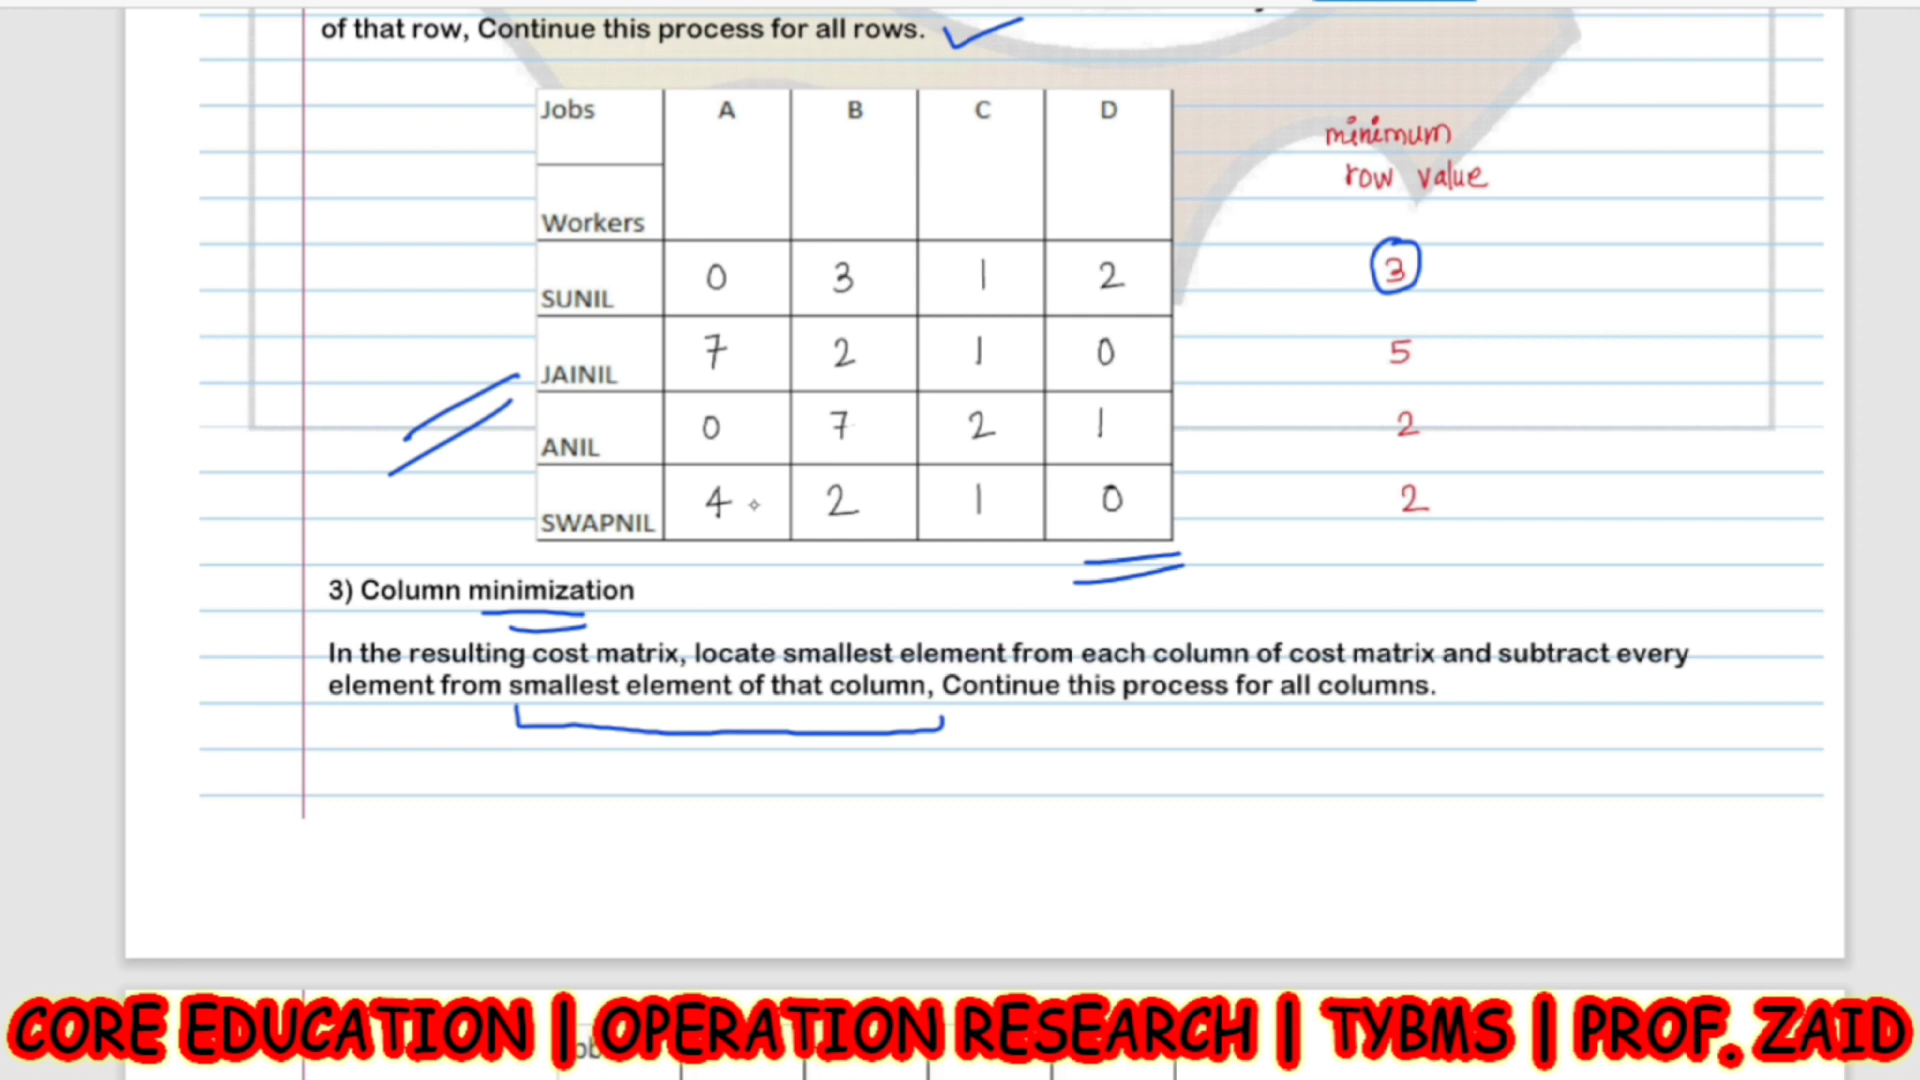 of that row, Continue this process for all rows.
Jobs A B C D
Workers
minimum
row value
SUNIL 0 3 1 2 3
JAINIL 7 2 1 0 5
ANIL 0 7 2 1 2
SWAPNIL 4 2 1 0 2
3) Column minimization
In the resulting cost matrix, locate smallest element from each column of cost matrix and subtract every
element from smallest element of that column, Continue this process for all columns.
CORE EDUCATION | OPERATION RESEARCH | TYBMS | PROF. ZAID